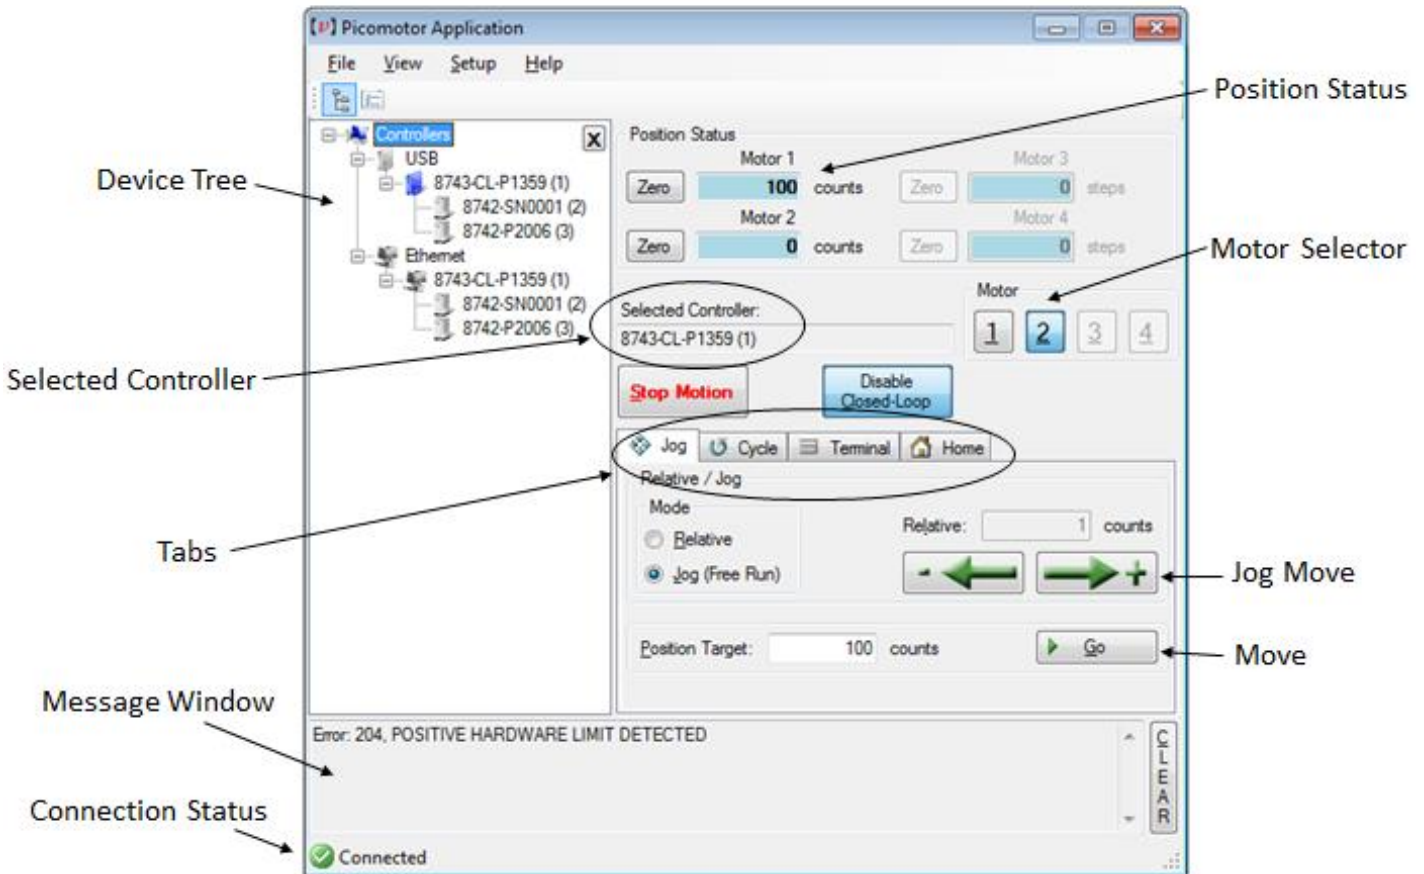 [ν] Picomotor Application
File View Setup Help
Position Status
Controllers
X
USB
8743-CL-P1359 (1)
8742-SN0001 (2)
8742-P2006 (3)
Ethernet
8743-CL-P1359 (1)
8742-SN0001 (2)
8742-P2006 (3)
Device Tree
Position Status
Motor 1 Motor 3
Zero 100 counts Zero 0 steps
Motor 2 Motor 4
Zero 0 counts Zero 0 steps
Motor Selector
Selected Controller:
8743-CL-P1359 (1)
Motor
1 2 3 4
Selected Controller
Stop Motion
Disable
Closed-Loop
Jog Cycle Terminal Home
Relative / Jog
Mode
Relative
Jog (Free Run)
Relative: 1 counts
- +
Tabs
Jog Move
Position Target: 100 counts Go
Move
Message Window
Error: 204, POSITIVE HARDWARE LIMIT DETECTED
CLEAR
Connection Status
Connected